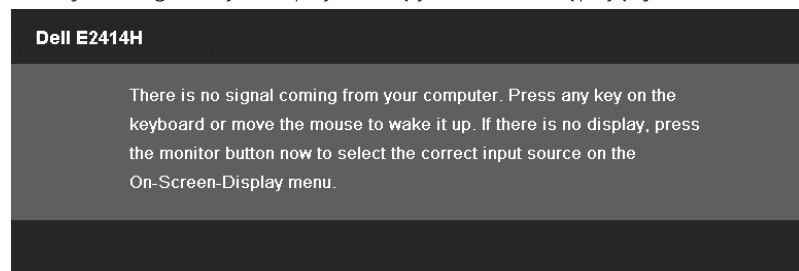 Dell E2414H
There is no signal coming from your computer. Press any key on the
keyboard or move the mouse to wake it up. If there is no display, press
the monitor button now to select the correct input source on the
On-Screen-Display menu.